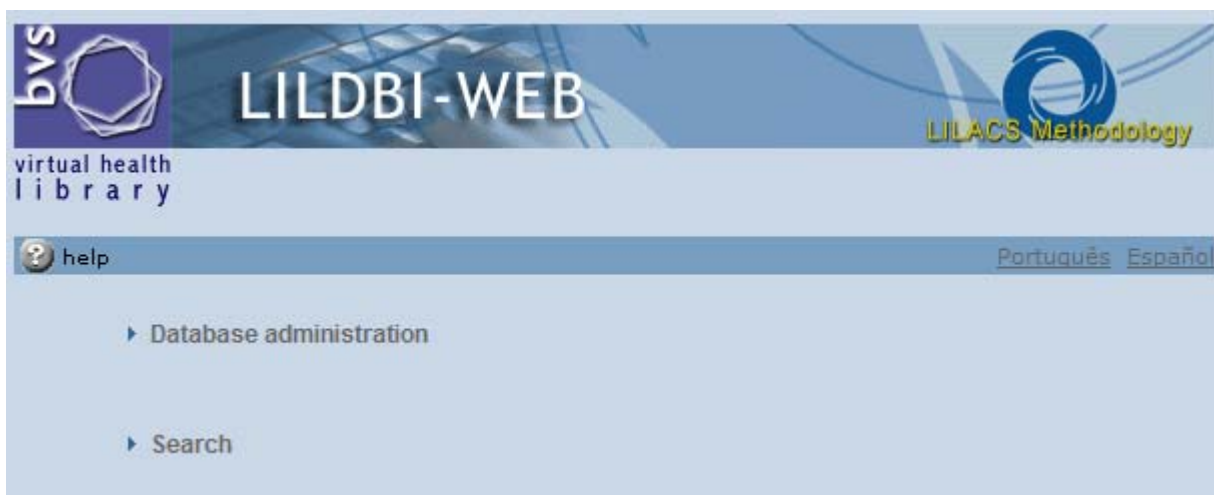 bvs
LILDBI-WEB
LILACS Methodology
virtual health
library
? help
Português Español
Database administration
Search